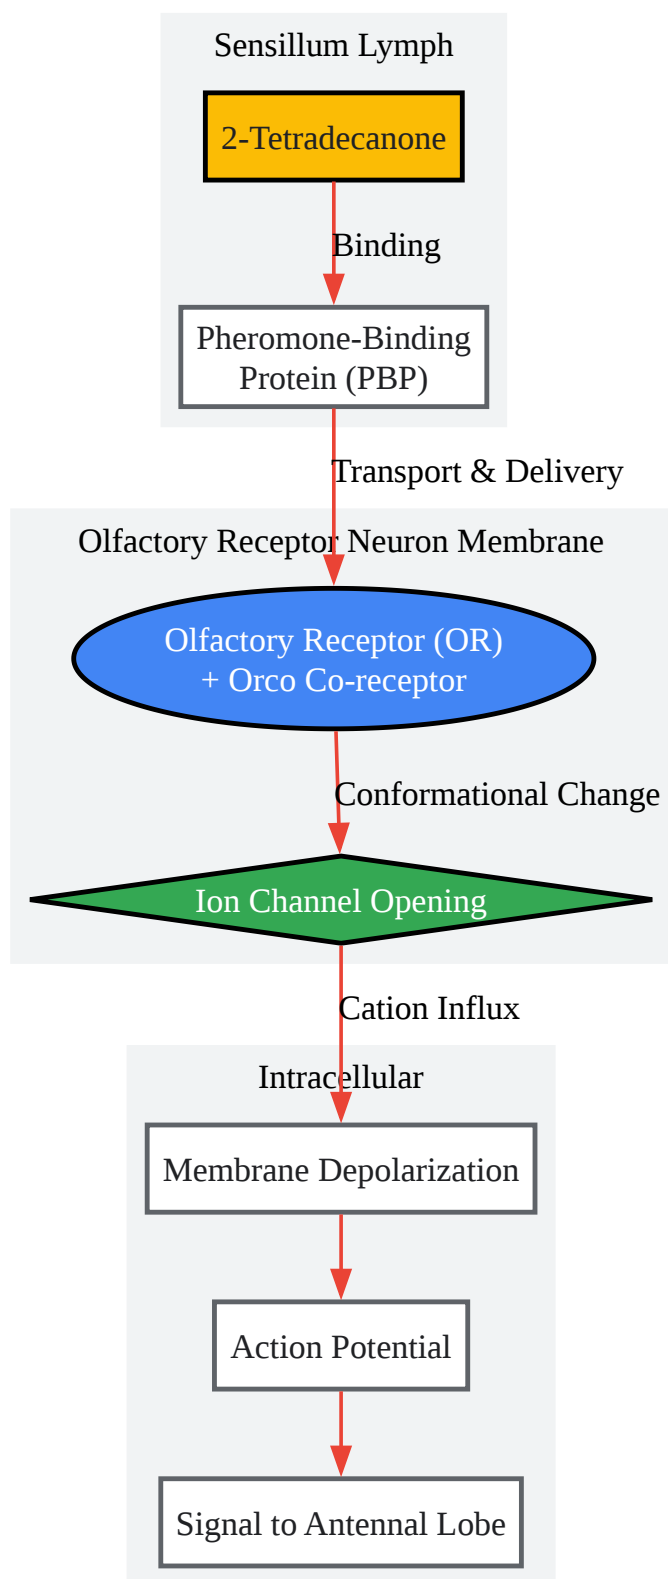 Sensillum Lymph
2-Tetradecanone
Binding
Pheromone-Binding
Protein (PBP)
Transport & Delivery
Olfactory Receptor Neuron Membrane
Olfactory Receptor (OR)
+ Orco Co-receptor
Conformational Change
Ion Channel Opening
Cation Influx
Intracellular
Membrane Depolarization
Action Potential
Signal to Antennal Lobe